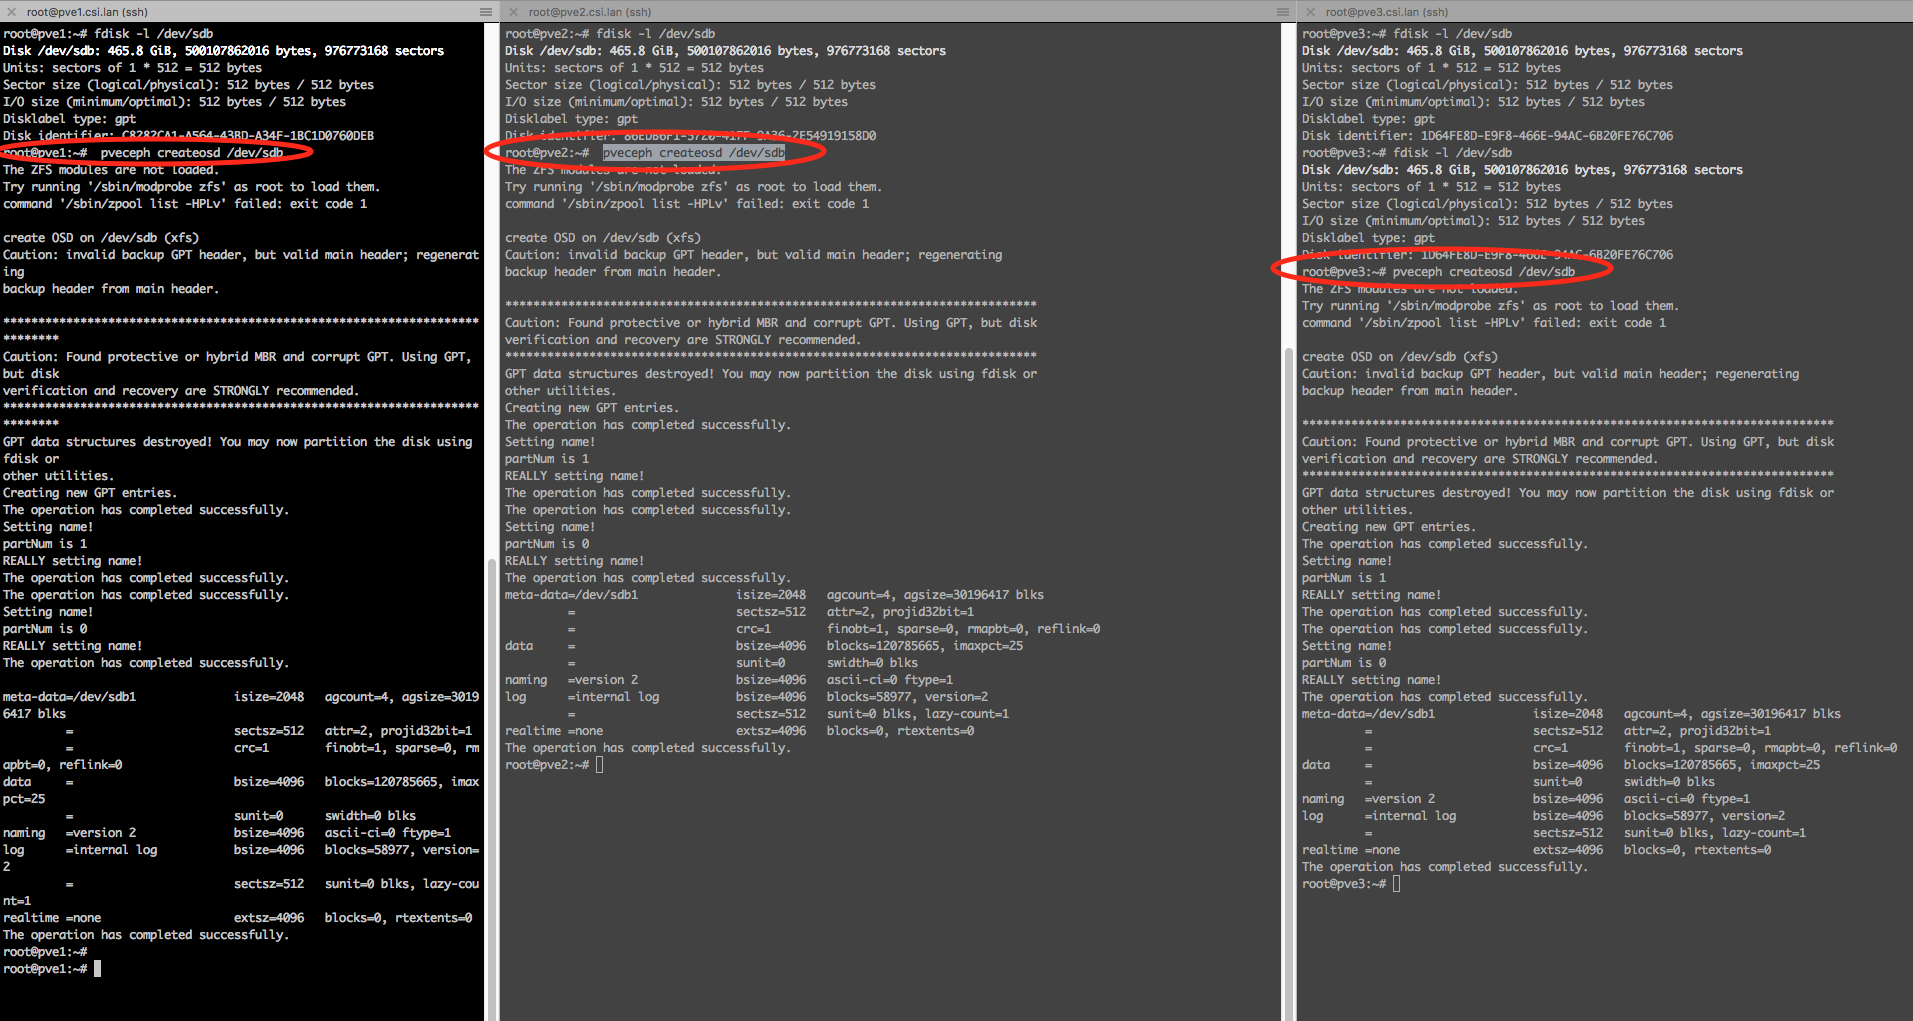 root@pve1.csi.lan (ssh)
root@pve1:~# fdisk -l /dev/sdb
Disk /dev/sdb: 465.8 GiB, 500107862016 bytes, 976773168 sectors
Units: sectors of 1 * 512 = 512 bytes
Sector size (logical/physical): 512 bytes / 512 bytes
I/O size (minimum/optimal): 512 bytes / 512 bytes
Disklabel type: gpt
Disk identifier: C8282CA1-A564-43BD-A34F-1BC1D0760DEB
root@pve1:~#  pveceph createosd /dev/sdb
The ZFS modules are not loaded.
Try running '/sbin/modprobe zfs' as root to load them.
command '/sbin/zpool list -HPLv' failed: exit code 1
create OSD on /dev/sdb (xfs)
Caution: invalid backup GPT header, but valid main header; regenerat
ing
backup header from main header.
********************************************************************
********
Caution: Found protective or hybrid MBR and corrupt GPT. Using GPT,
but disk
verification and recovery are STRONGLY recommended.
********************************************************************
********
GPT data structures destroyed! You may now partition the disk using
fdisk or
other utilities.
Creating new GPT entries.
The operation has completed successfully.
Setting name!
partNum is 1
REALLY setting name!
The operation has completed successfully.
The operation has completed successfully.
Setting name!
partNum is 0
REALLY setting name!
The operation has completed successfully.
meta-data=/dev/sdb1              isize=2048   agcount=4, agsize=3019
6417 blks
         =                       sectsz=512   attr=2, projid32bit=1
         =                       crc=1        finobt=1, sparse=0, rm
apbt=0, reflink=0
data     =                       bsize=4096   blocks=120785665, imax
pct=25
         =                       sunit=0      swidth=0 blks
naming   =version 2              bsize=4096   ascii-ci=0 ftype=1
log      =internal log           bsize=4096   blocks=58977, version=
2
         =                       sectsz=512   sunit=0 blks, lazy-cou
nt=1
realtime =none                   extsz=4096   blocks=0, rtextents=0
The operation has completed successfully.
root@pve1:~#
root@pve1:~#
root@pve2.csi.lan (ssh)
root@pve2:~# fdisk -l /dev/sdb
Disk /dev/sdb: 465.8 GiB, 500107862016 bytes, 976773168 sectors
Units: sectors of 1 * 512 = 512 bytes
Sector size (logical/physical): 512 bytes / 512 bytes
I/O size (minimum/optimal): 512 bytes / 512 bytes
Disklabel type: gpt
Disk identifier:
root@pve2:~#  pveceph createosd /dev/sdb
The ZFS modules are not loaded.
Try running '/sbin/modprobe zfs' as root to load them.
command '/sbin/zpool list -HPLv' failed: exit code 1
create OSD on /dev/sdb (xfs)
Caution: invalid backup GPT header, but valid main header; regenerating
backup header from main header.
****************************************************************************
Caution: Found protective or hybrid MBR and corrupt GPT. Using GPT, but disk
verification and recovery are STRONGLY recommended.
****************************************************************************
GPT data structures destroyed! You may now partition the disk using fdisk or
other utilities.
Creating new GPT entries.
The operation has completed successfully.
Setting name!
partNum is 1
REALLY setting name!
The operation has completed successfully.
The operation has completed successfully.
Setting name!
partNum is 0
REALLY setting name!
The operation has completed successfully.
meta-data=/dev/sdb1              isize=2048   agcount=4, agsize=30196417 blks
         =                       sectsz=512   attr=2, projid32bit=1
         =                       crc=1        finobt=1, sparse=0, rmapbt=0, reflink=0
data     =                       bsize=4096   blocks=120785665, imaxpct=25
         =                       sunit=0      swidth=0 blks
naming   =version 2              bsize=4096   ascii-ci=0 ftype=1
log      =internal log           bsize=4096   blocks=58977, version=2
         =                       sectsz=512   sunit=0 blks, lazy-count=1
realtime =none                   extsz=4096   blocks=0, rtextents=0
The operation has completed successfully.
root@pve2:~#
root@pve3.csi.lan (ssh)
root@pve3:~# fdisk -l /dev/sdb
Disk /dev/sdb: 465.8 GiB, 500107862016 bytes, 976773168 sectors
Units: sectors of 1 * 512 = 512 bytes
Sector size (logical/physical): 512 bytes / 512 bytes
I/O size (minimum/optimal): 512 bytes / 512 bytes
Disklabel type: gpt
Disk identifier: 1D64FE8D-E9F8-466E-94AC-6B20FE76C706
root@pve3:~# fdisk -l /dev/sdb
Disk /dev/sdb: 465.8 GiB, 500107862016 bytes, 976773168 sectors
Units: sectors of 1 * 512 = 512 bytes
Sector size (logical/physical): 512 bytes / 512 bytes
I/O size (minimum/optimal): 512 bytes / 512 bytes
Disklabel type: gpt
Disk identifier: 1D64FE8D-E9F8-466E-94AC-6B20FE76C706
root@pve3:~# pveceph createosd /dev/sdb
The ZFS modules are not loaded.
Try running '/sbin/modprobe zfs' as root to load them.
command '/sbin/zpool list -HPLv' failed: exit code 1
create OSD on /dev/sdb (xfs)
Caution: invalid backup GPT header, but valid main header; regenerating
backup header from main header.
****************************************************************************
Caution: Found protective or hybrid MBR and corrupt GPT. Using GPT, but disk
verification and recovery are STRONGLY recommended.
****************************************************************************
GPT data structures destroyed! You may now partition the disk using fdisk or
other utilities.
Creating new GPT entries.
The operation has completed successfully.
Setting name!
partNum is 1
REALLY setting name!
The operation has completed successfully.
The operation has completed successfully.
Setting name!
partNum is 0
REALLY setting name!
The operation has completed successfully.
meta-data=/dev/sdb1              isize=2048   agcount=4, agsize=30196417 blks
         =                       sectsz=512   attr=2, projid32bit=1
         =                       crc=1        finobt=1, sparse=0, rmapbt=0, reflink=0
data     =                       bsize=4096   blocks=120785665, imaxpct=25
         =                       sunit=0      swidth=0 blks
naming   =version 2              bsize=4096   ascii-ci=0 ftype=1
log      =internal log           bsize=4096   blocks=58977, version=2
         =                       sectsz=512   sunit=0 blks, lazy-count=1
realtime =none                   extsz=4096   blocks=0, rtextents=0
The operation has completed successfully.
root@pve3:~#